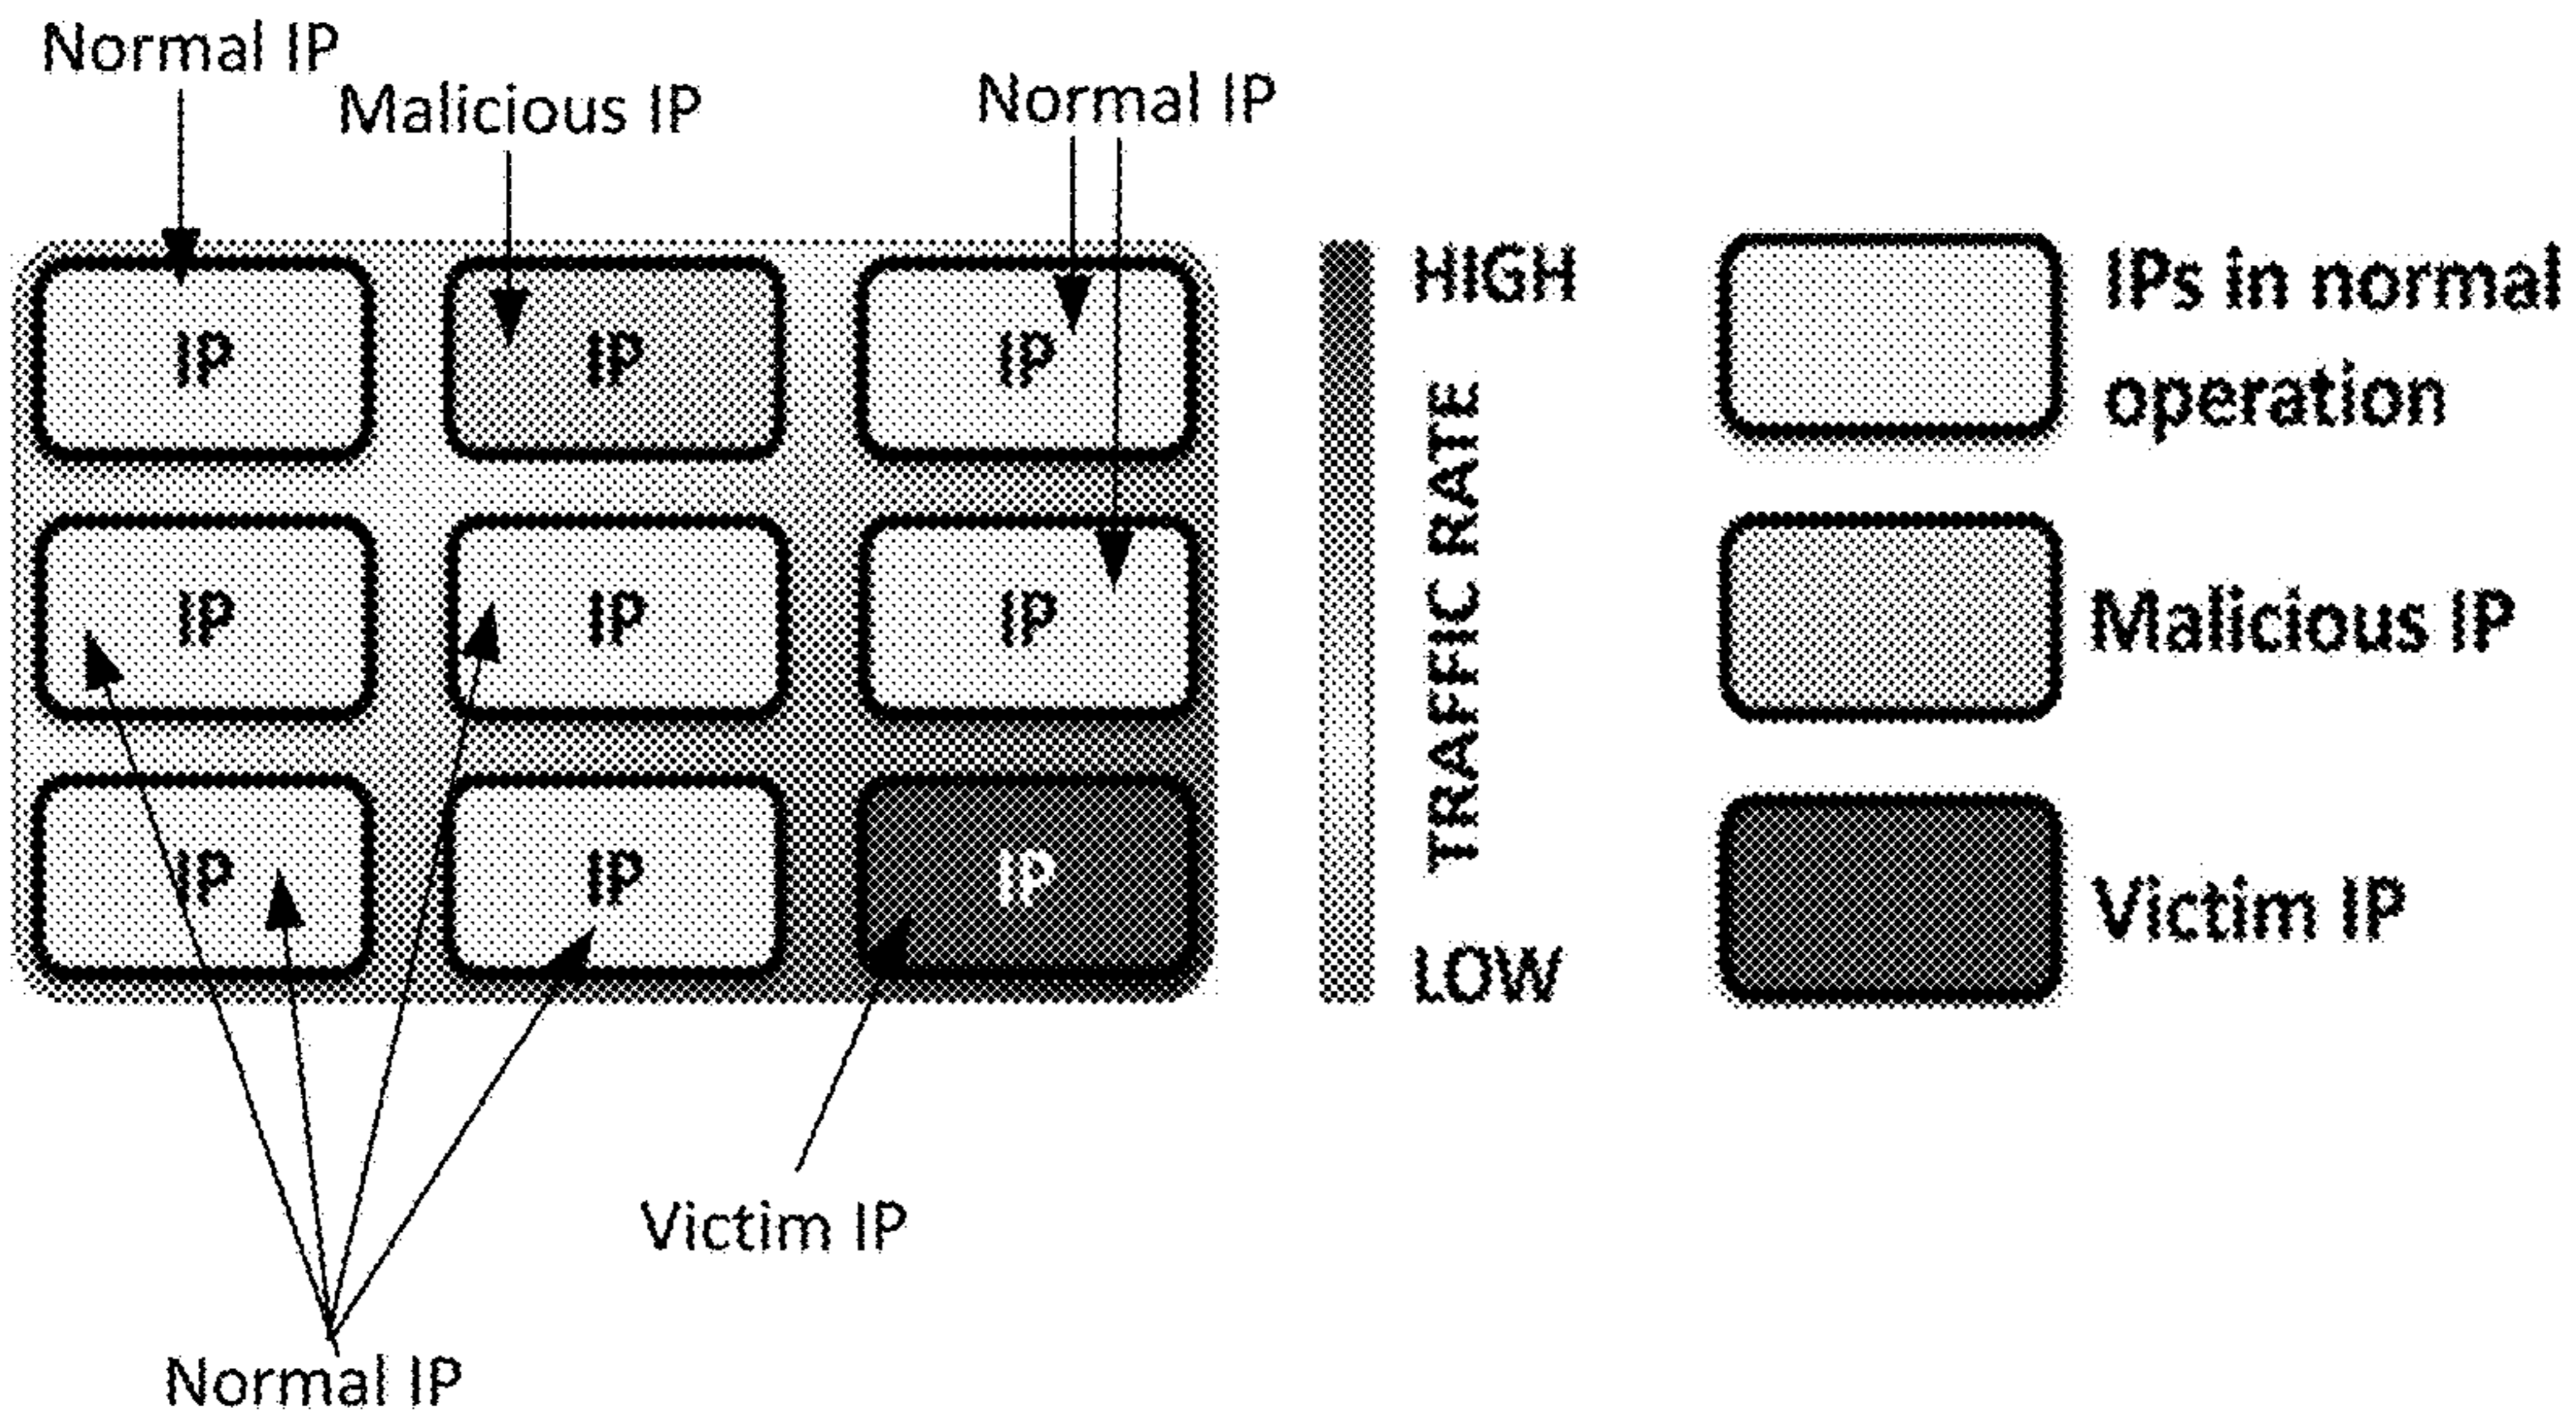 Normal IP
Malicious IP
Normal IP
IP
IP
IP
IP
IP
IP
IP
IP
IP
Victim IP
Normal IP
HIGH
TRAFFIC RATE
LOW
IPs in normal
operation
Malicious IP
Victim IP